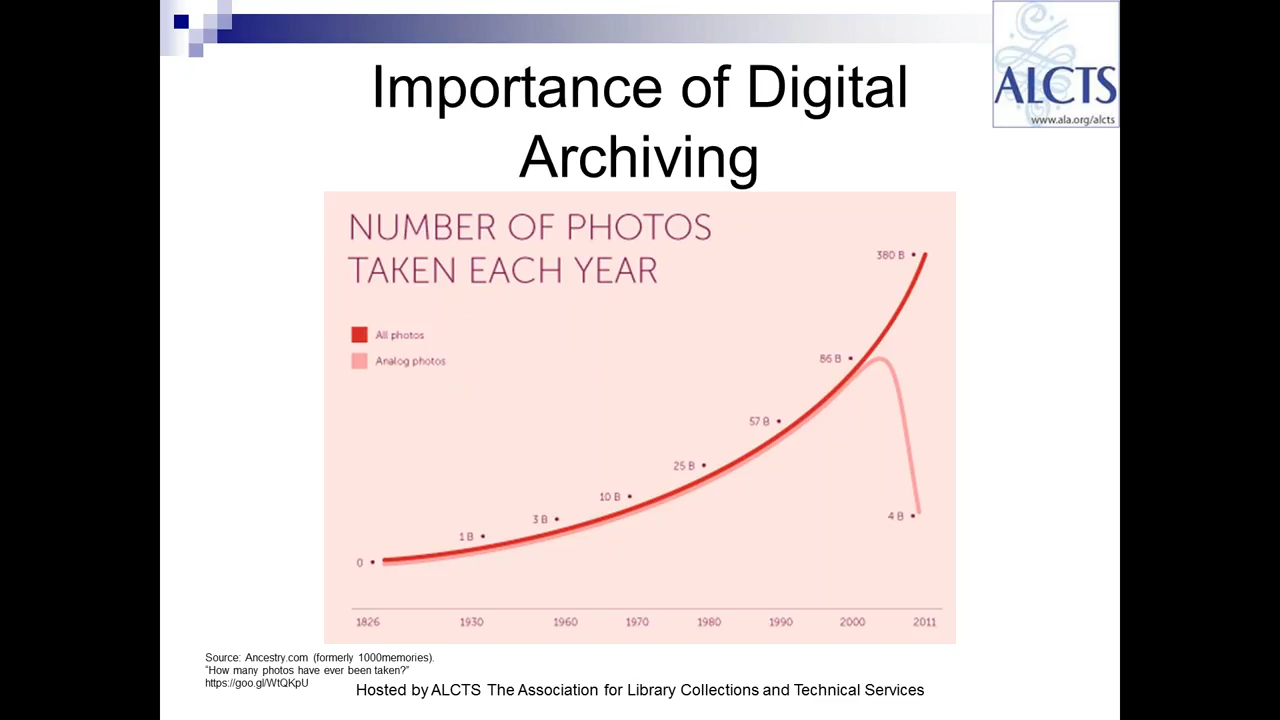 Importance of Digital
Archiving
ALCTS
www.ala.org/alcts
NUMBER OF PHOTOS
TAKEN EACH YEAR
All photos
Analog photos
380 B
86 B
57 B
25 B
10 B
3 B
1 B
0
4 B
1826 1930 1960 1970 1980 1990 2000 2011
Source: Ancestry.com (formerly 1000memories).
“How many photos have ever been taken?”
https://goo.gl/WtQKpU
Hosted by ALCTS The Association for Library Collections and Technical Services